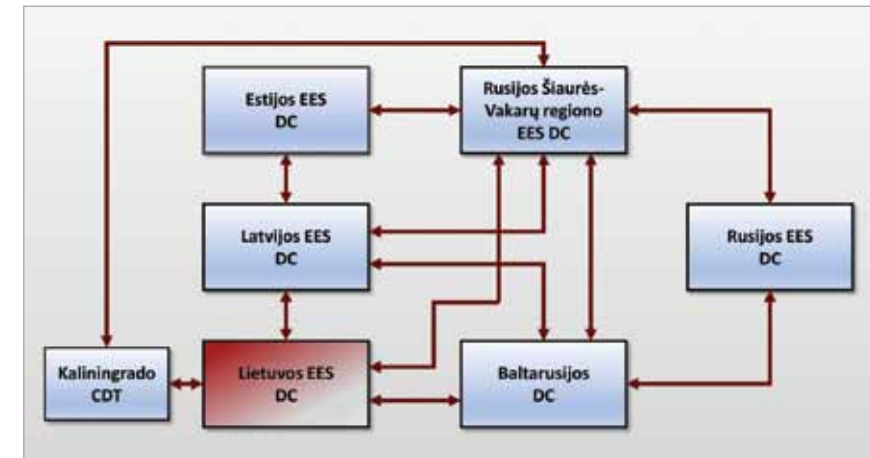 Estijos EES
DC
Rusijos Šiaurės-
Vakarų regiono
EES DC
Latvijos EES
DC
Rusijos EES
DC
Kaliningrado
CDT
Lietuvos EES
DC
Baltarusijos
DC